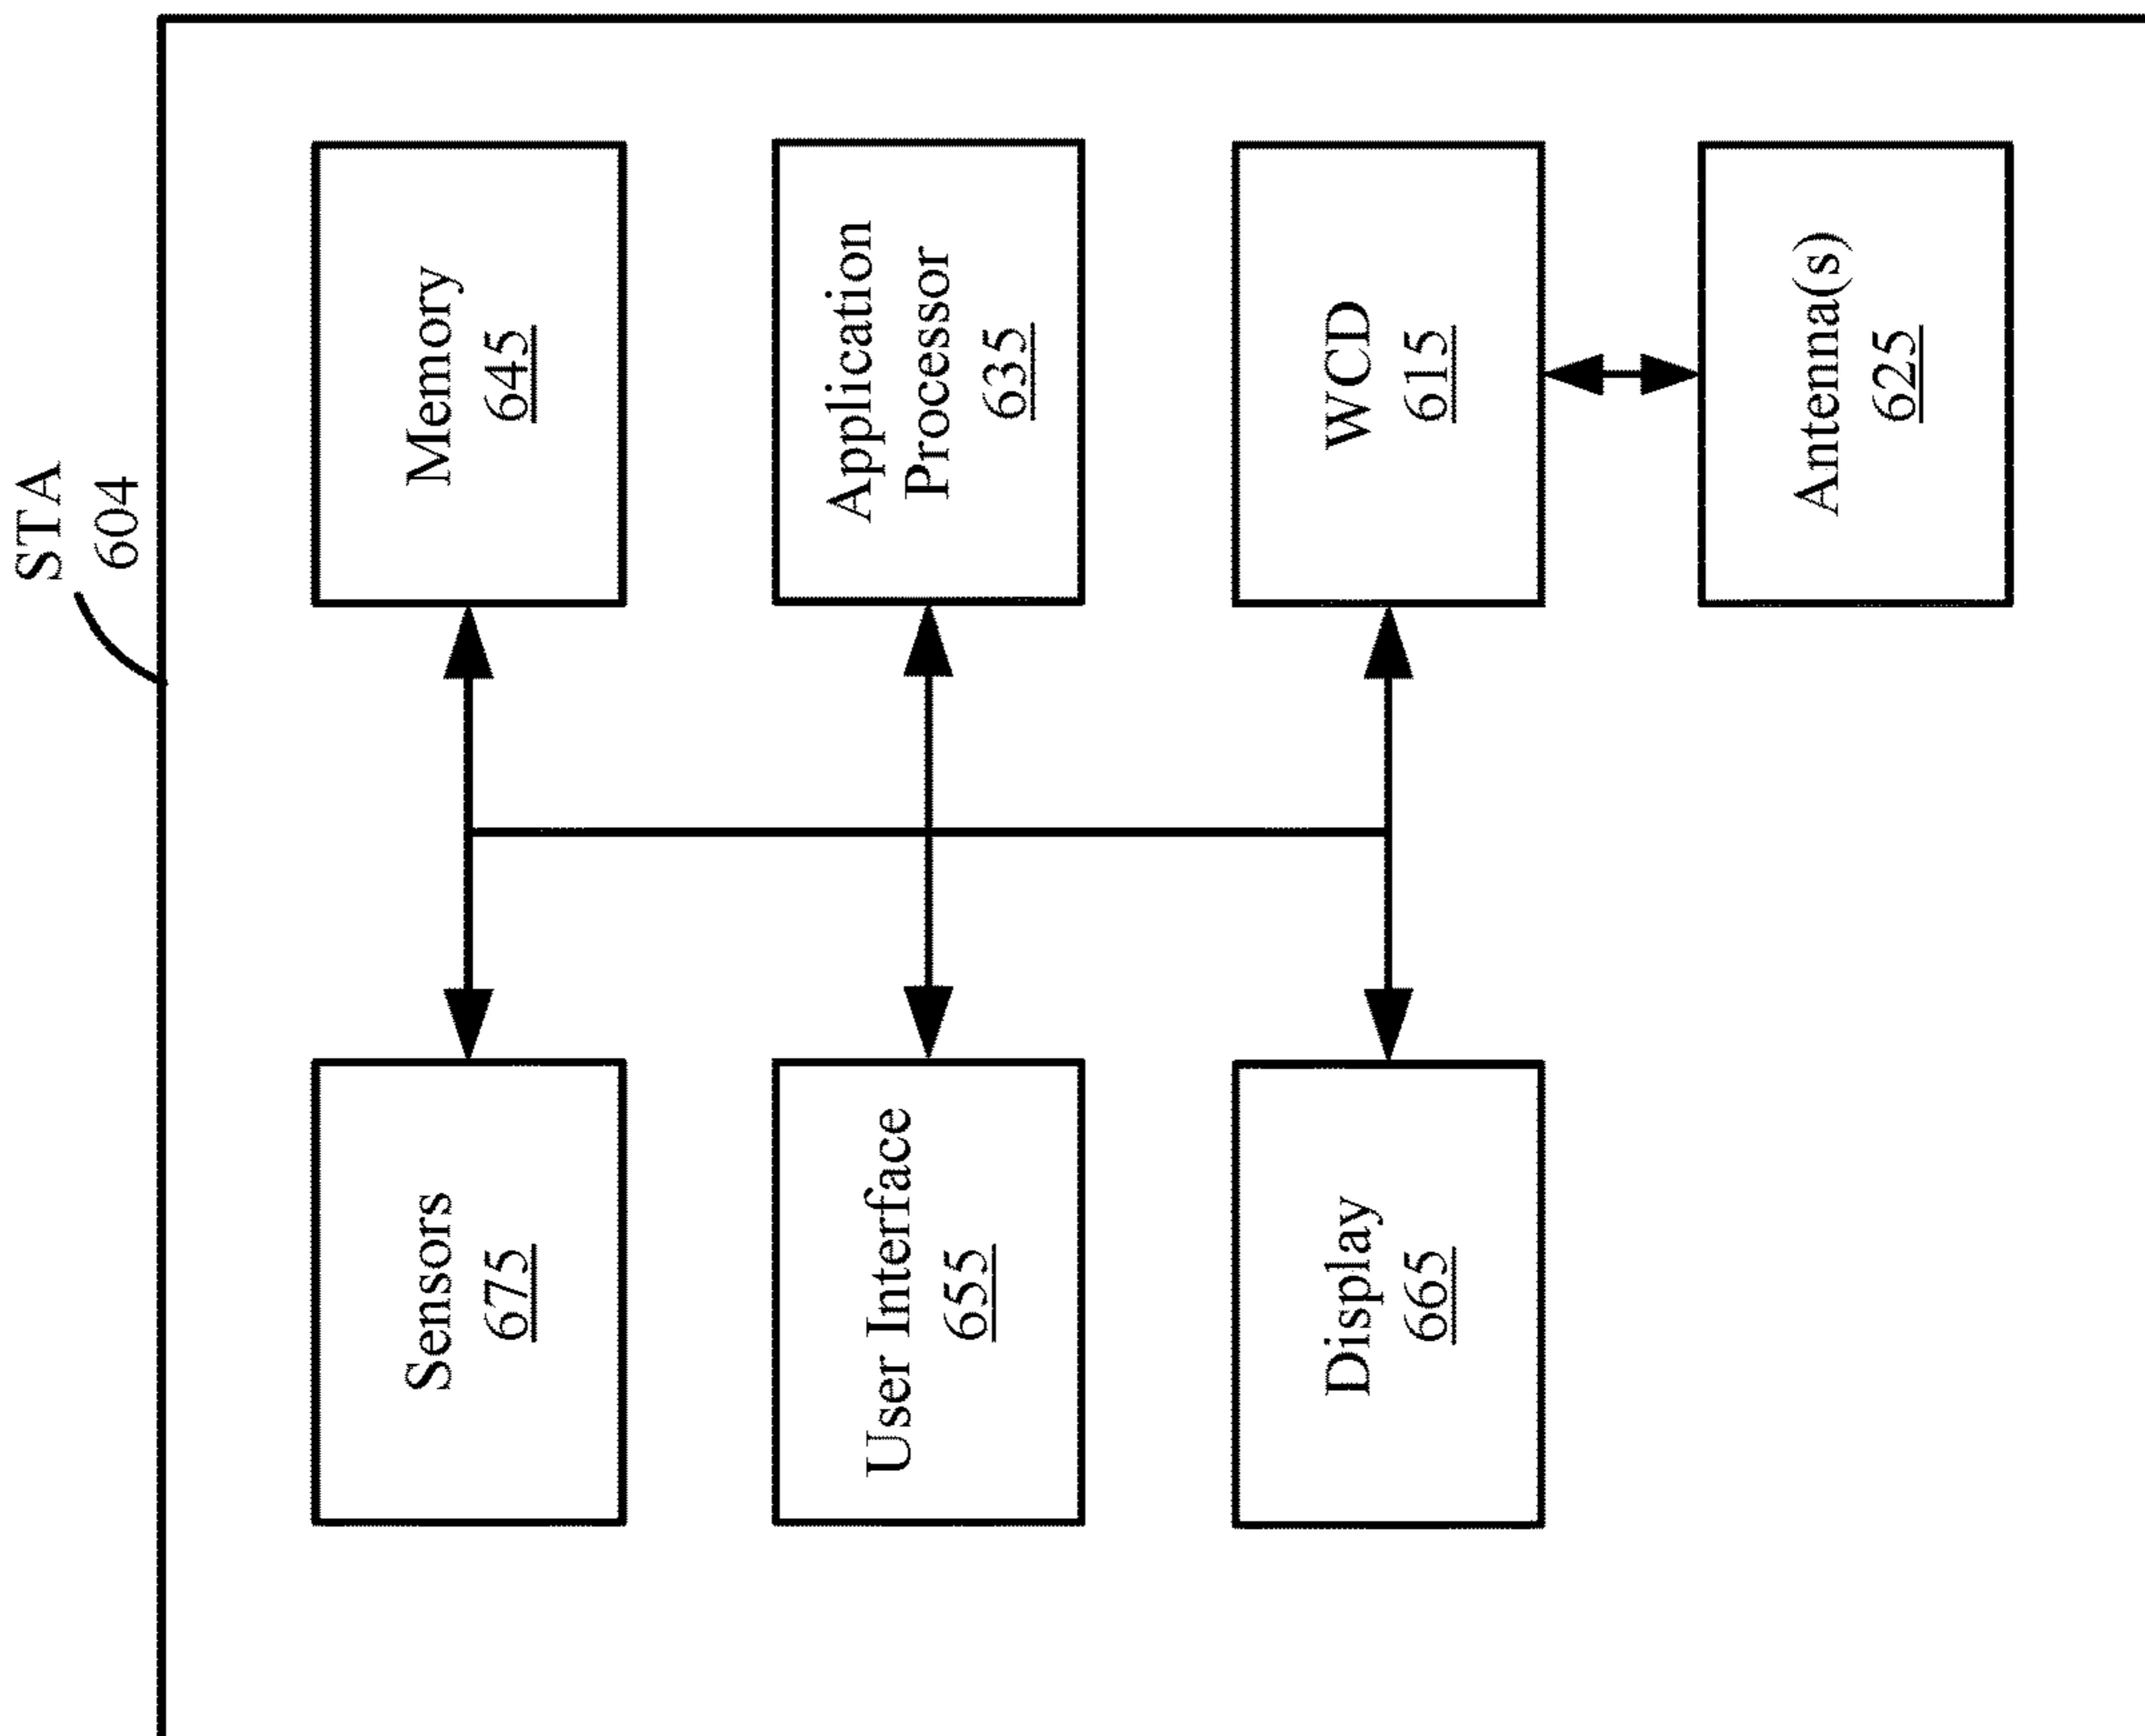 STA
604
Memory
645
Application
Processor
635
WCD
615
Antenna(s)
625
Sensors
675
User Interface
655
Display
665